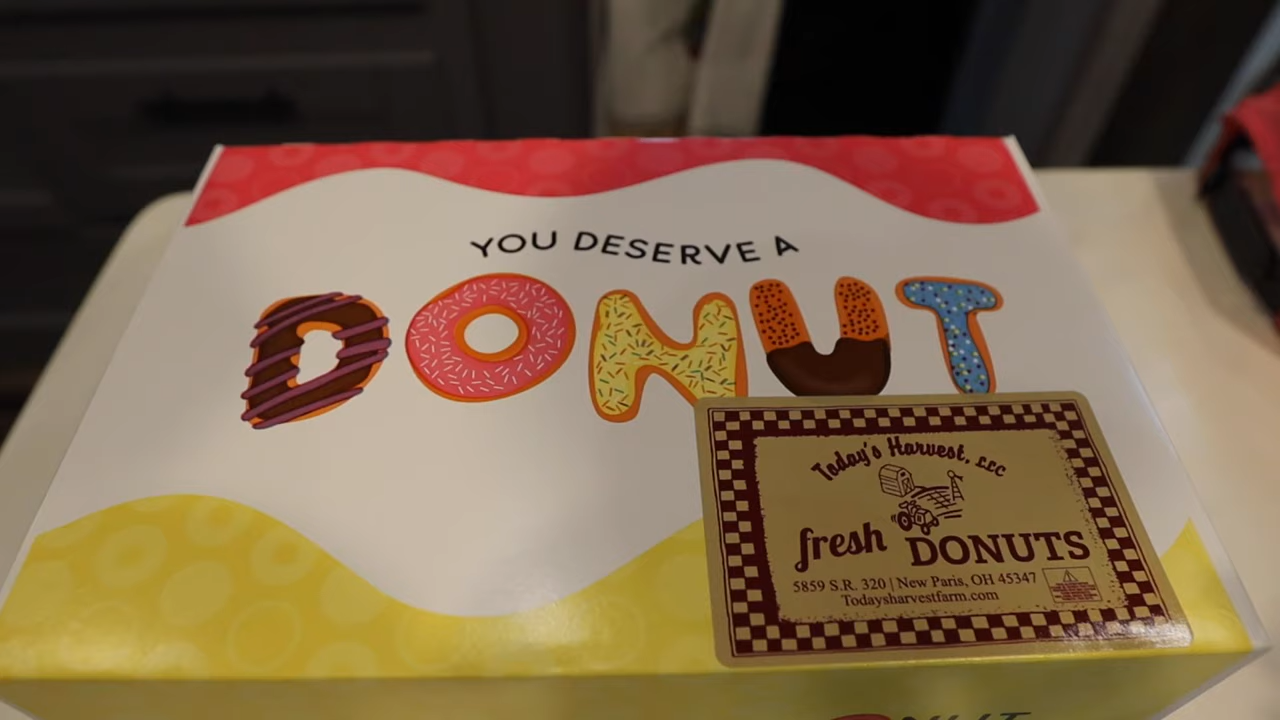 YOU DESERVE A
DONUT
Today's Harvest, LLC
fresh DONUTS
5859 S.R. 320 | New Paris, OH 45347
Todaysharvestfarm.com